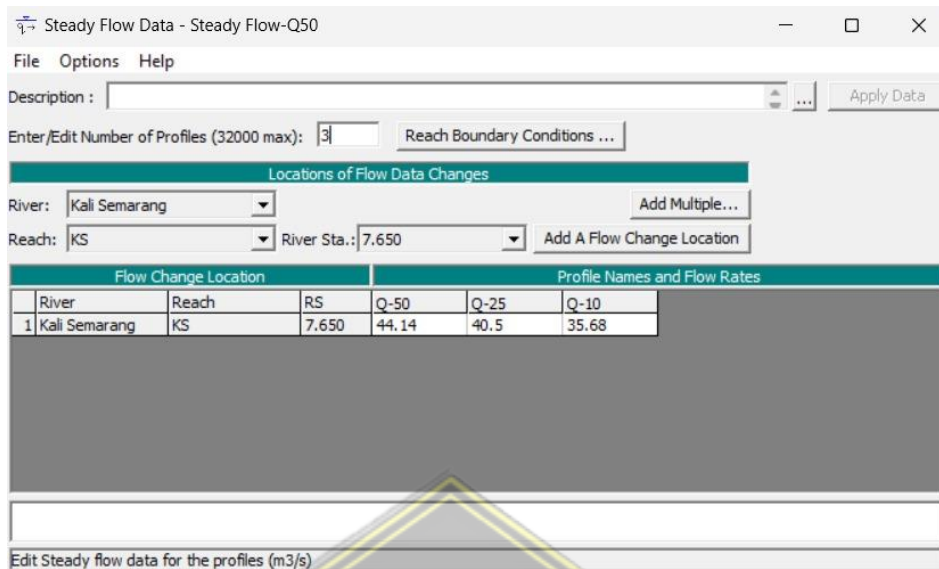 Steady Flow Data - Steady Flow-Q50
File Options Help
Description : ... Apply Data
Enter/Edit Number of Profiles (32000 max): 3 Reach Boundary Conditions ...
Locations of Flow Data Changes
River: Kali Semarang Add Multiple...
Reach: KS River Sta.: 7.650 Add A Flow Change Location
Flow Change Location Profile Names and Flow Rates
River Reach RS Q-50 Q-25 Q-10
1 Kali Semarang KS 7.650 44.14 40.5 35.68
Edit Steady flow data for the profiles (m3/s)